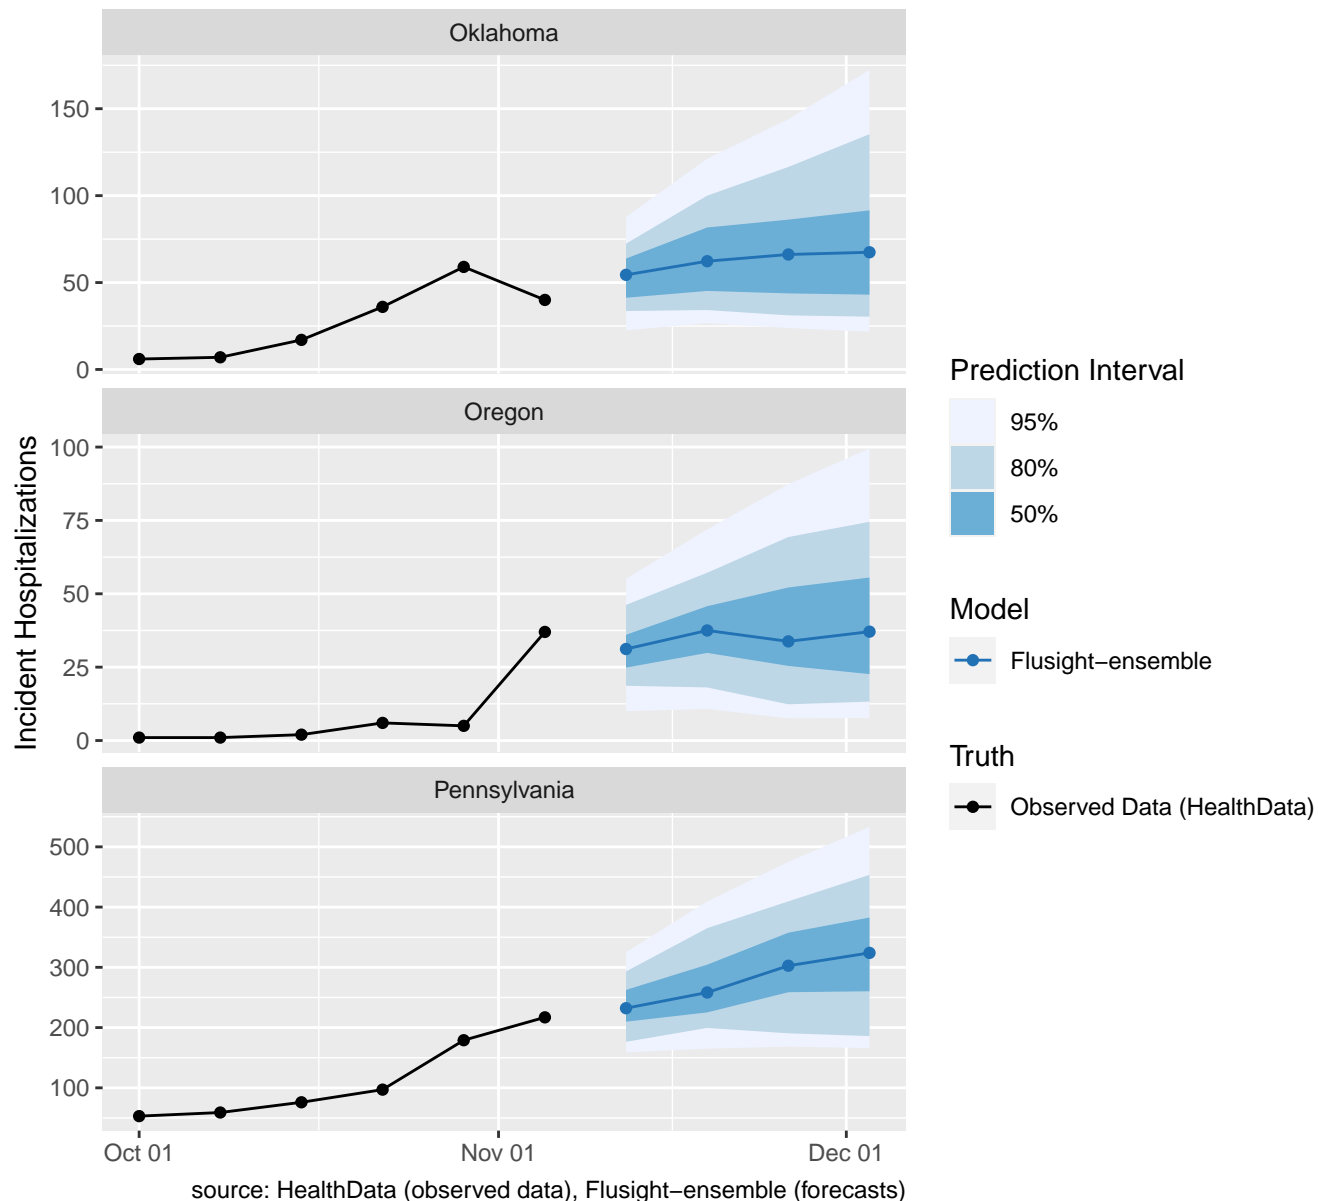 Oklahoma
150
100
50
0
Oregon
100
75
50
25
0
Pennsylvania
500
400
300
200
100
Oct 01
Nov 01
Dec 01
Incident Hospitalizations
source: HealthData (observed data), Flusight−ensemble (forecasts)
Prediction Interval
95%
80%
50%
Model
Flusight−ensemble
Truth
Observed Data (HealthData)